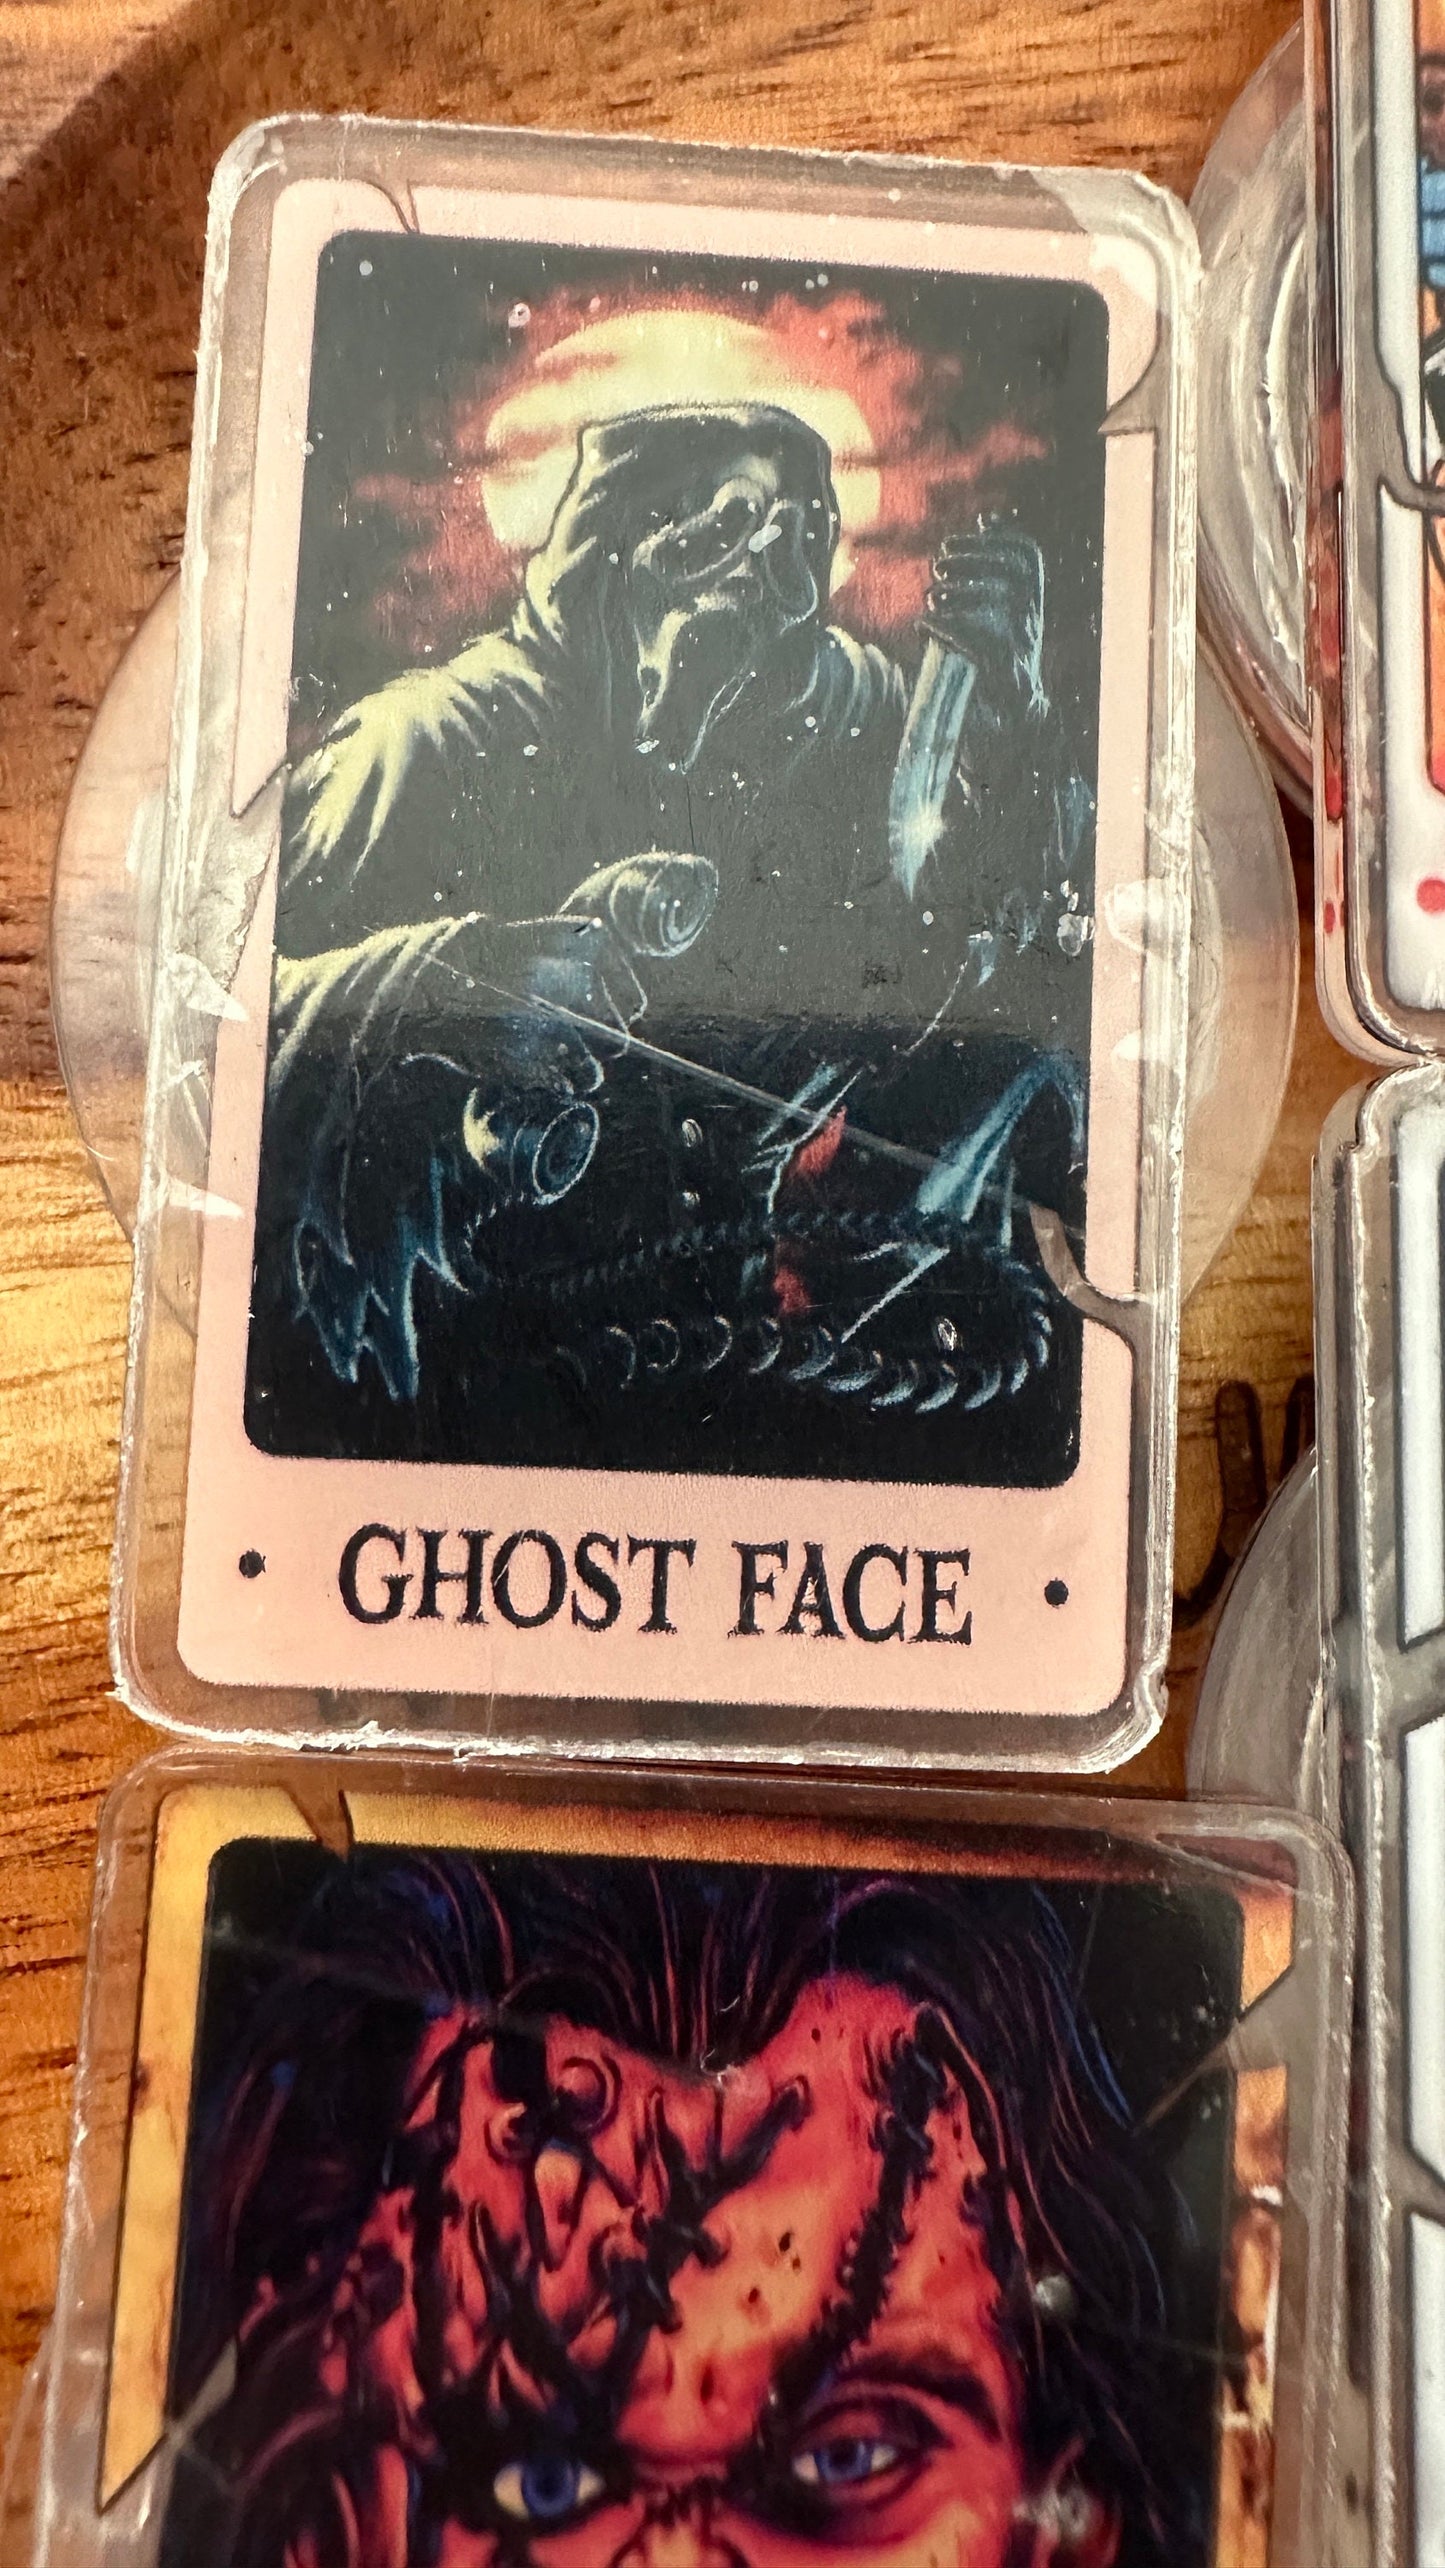 • GHOST FACE •